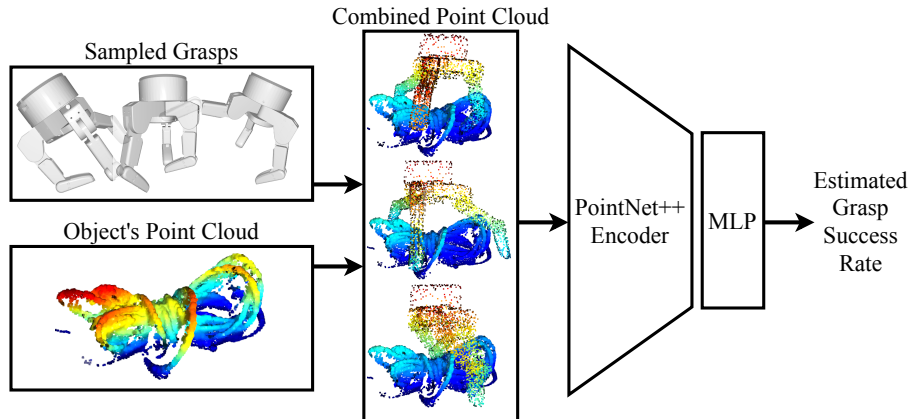 Combined Point Cloud
Sampled Grasps
Object's Point Cloud
PointNet++
Encoder
MLP
Estimated
Grasp
Success
Rate